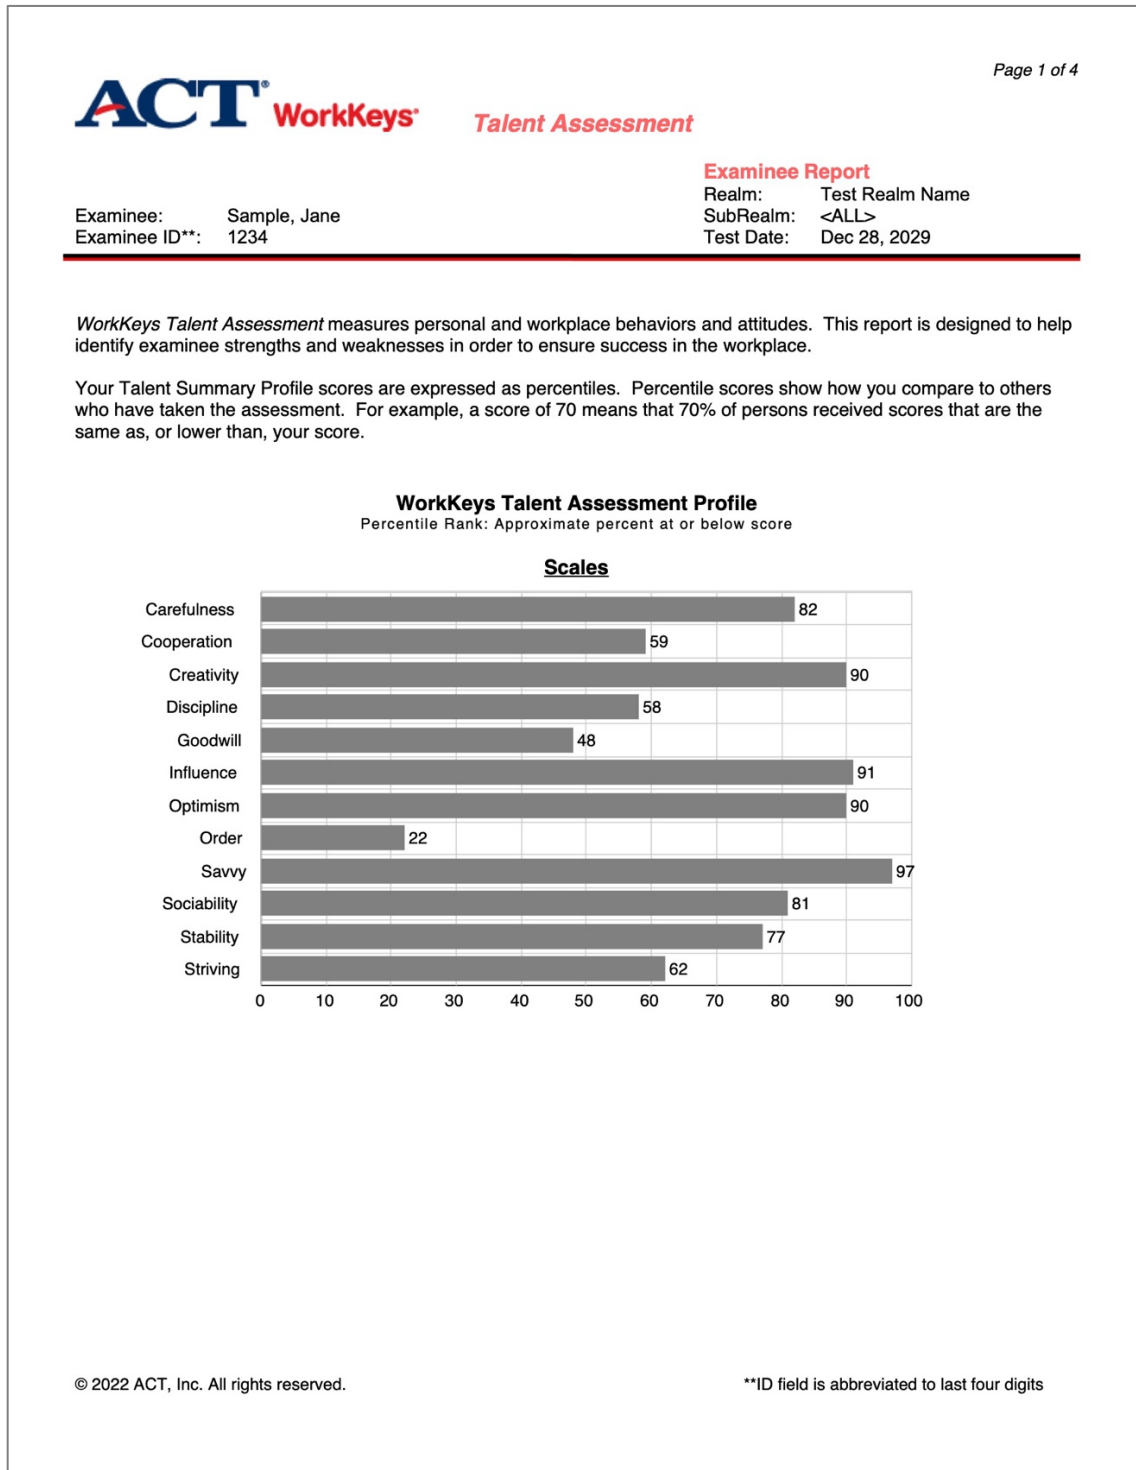 Page 1 of 4
ACT® WorkKeys® Talent Assessment
Examinee Report
Realm: Test Realm Name
Examinee: Sample, Jane SubRealm: <ALL>
Examinee ID**: 1234 Test Date: Dec 28, 2029
WorkKeys Talent Assessment measures personal and workplace behaviors and attitudes. This report is designed to help
identify examinee strengths and weaknesses in order to ensure success in the workplace.
Your Talent Summary Profile scores are expressed as percentiles. Percentile scores show how you compare to others
who have taken the assessment. For example, a score of 70 means that 70% of persons received scores that are the
same as, or lower than, your score.
WorkKeys Talent Assessment Profile
Percentile Rank: Approximate percent at or below score
Scales
Carefulness 82
Cooperation 59
Creativity 90
Discipline 58
Goodwill 48
Influence 91
Optimism 90
Order 22
Savvy 97
Sociability 81
Stability 77
Striving 62
0 10 20 30 40 50 60 70 80 90 100
© 2022 ACT, Inc. All rights reserved. **ID field is abbreviated to last four digits